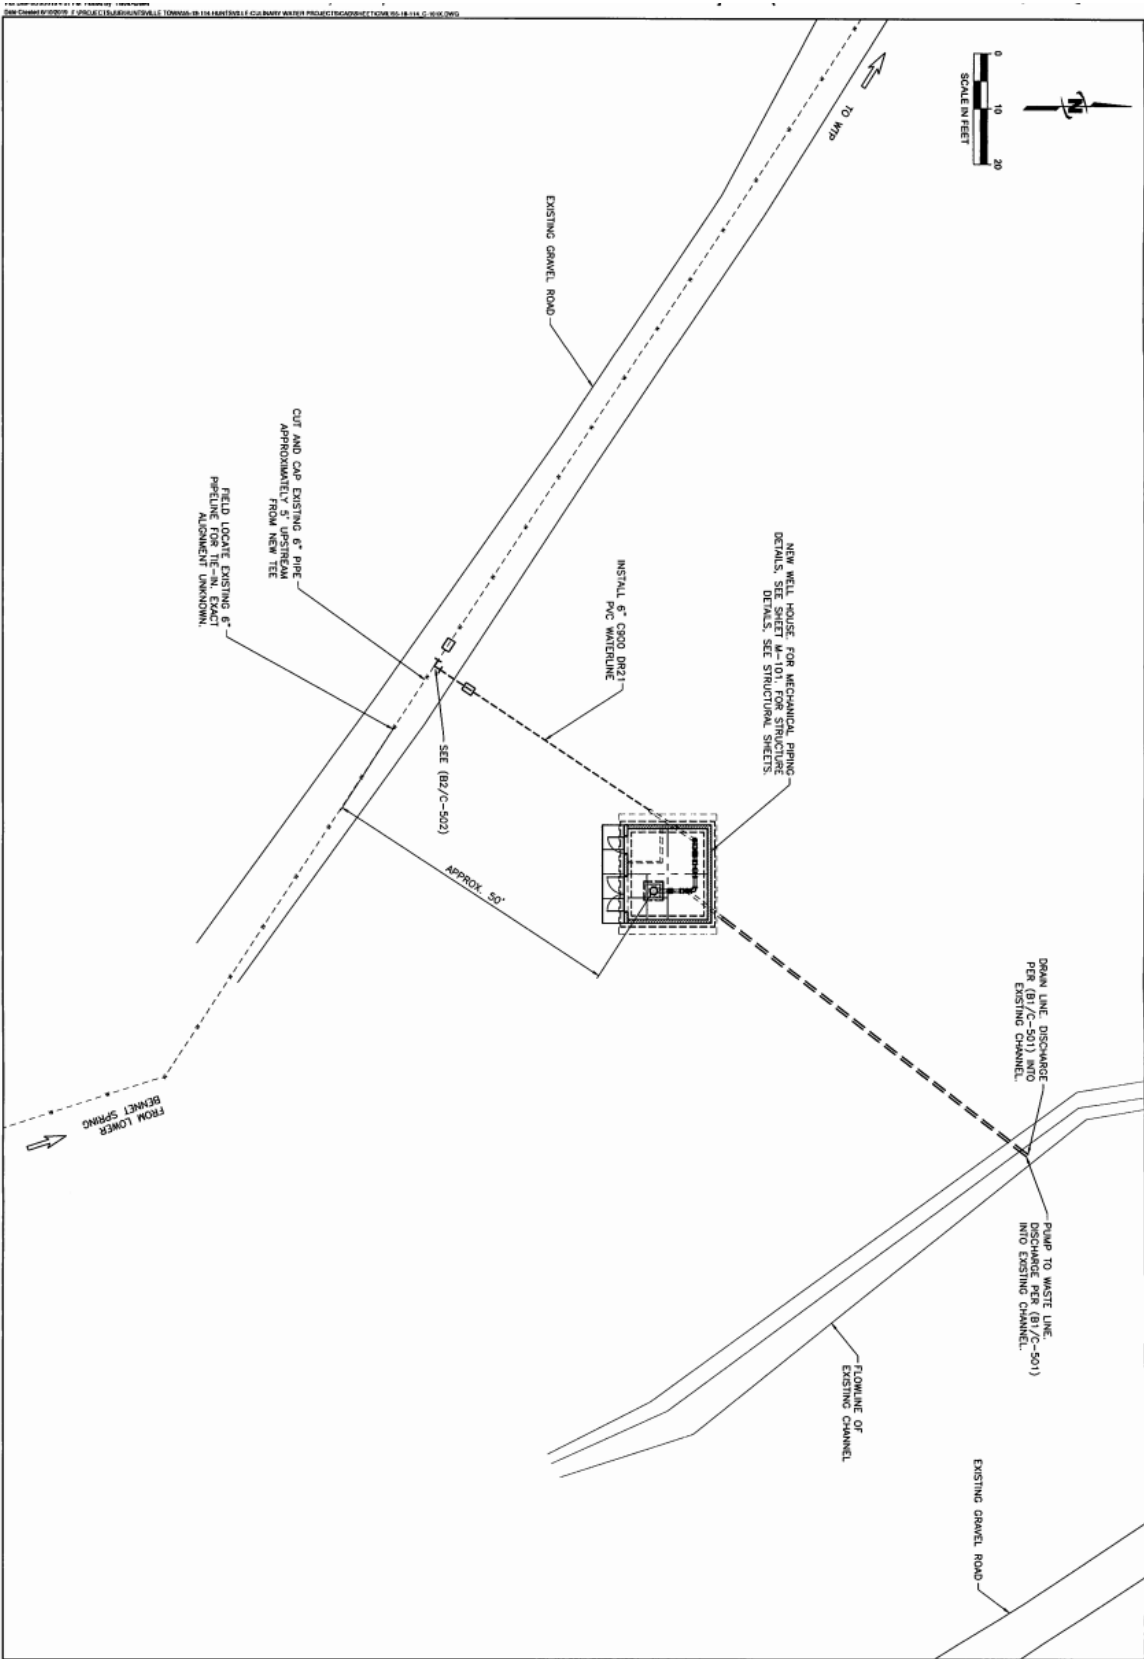 0
10
20
SCALE IN FEET
N
TO WTP
EXISTING GRAVEL ROAD
CUT AND CAP EXISTING 6" PIPE
APPROXIMATELY 5' UPSTREAM
FROM NEW TEE
FIELD LOCATE EXISTING 6"
PIPELINE FOR TIE-IN. EXACT
ALIGNMENT UNKNOWN.
NEW WELL HOUSE. FOR MECHANICAL PIPING
DETAILS, SEE SHEET M-101. FOR STRUCTURE
DETAILS, SEE STRUCTURAL SHEETS.
INSTALL 6" C900 DR21
PVC WATERLINE
SEE (B2/C-502)
APPROX. 50'
FROM LOWER
BENNET SPRING
DRAIN LINE. DISCHARGE
PER (B1/C-501) INTO
EXISTING CHANNEL.
PUMP TO WASTE LINE.
DISCHARGE PER (B1/C-501)
INTO EXISTING CHANNEL.
FLOWLINE OF
EXISTING CHANNEL
EXISTING GRAVEL ROAD